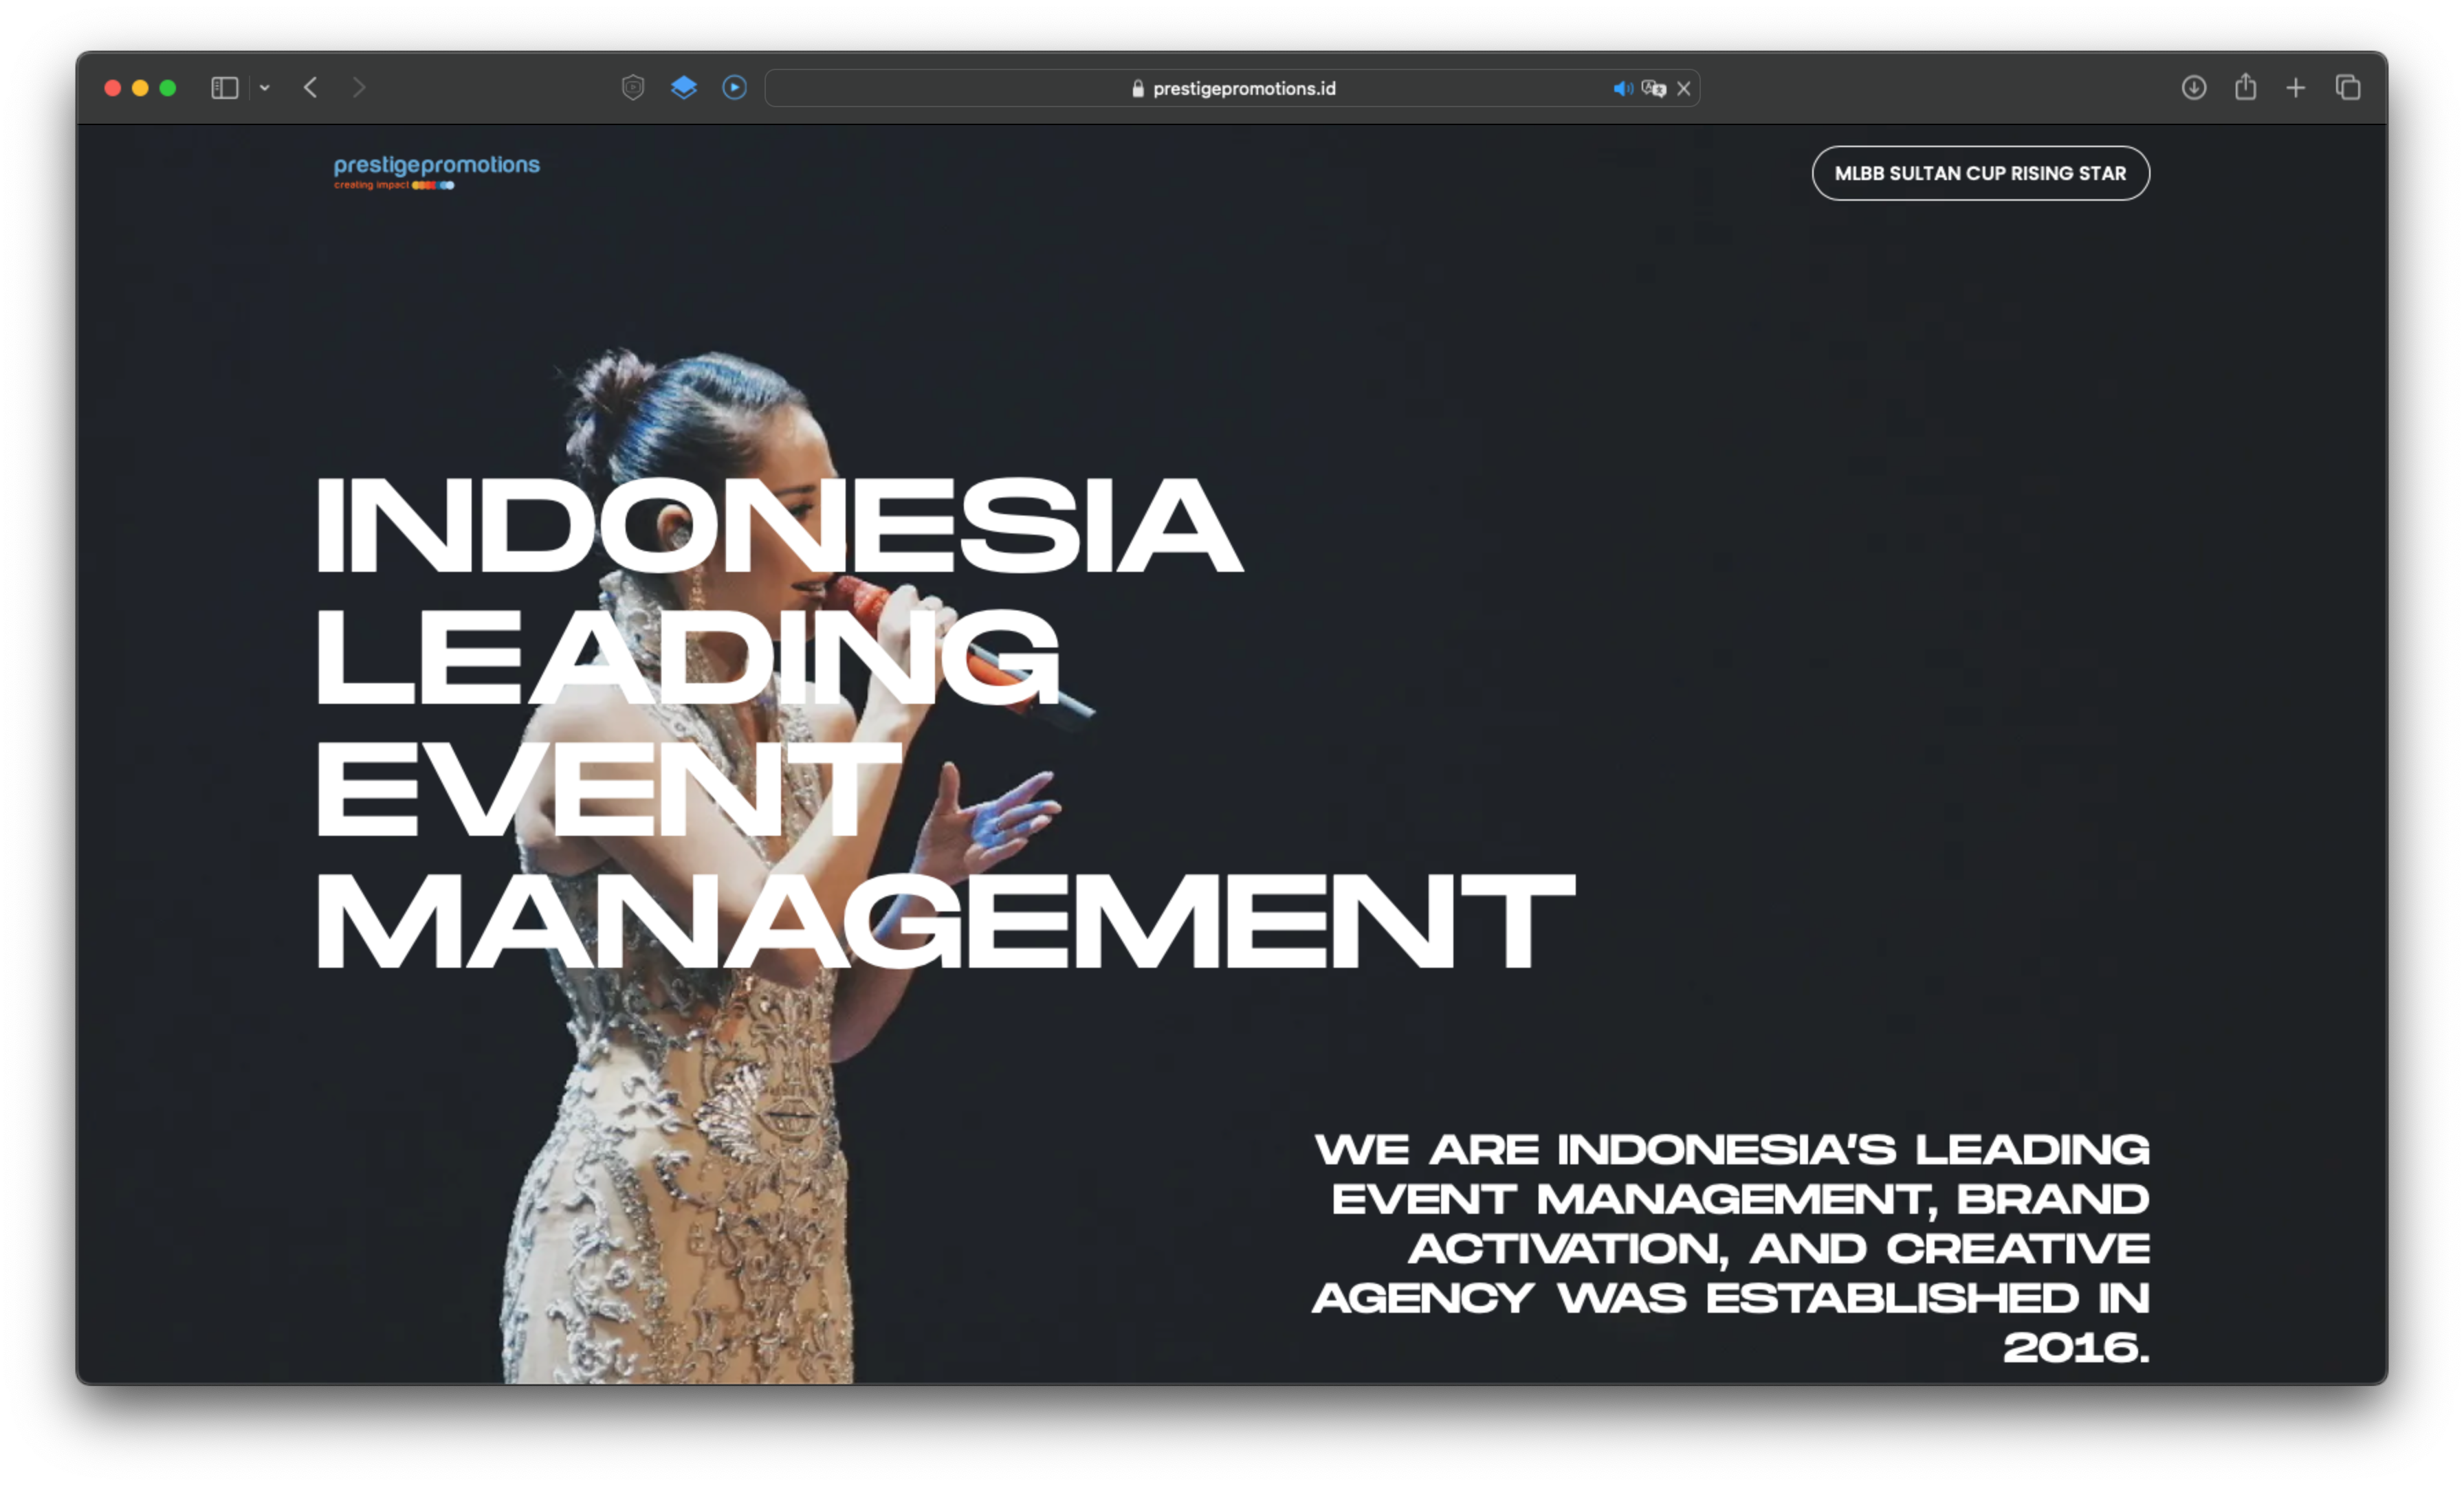 prestigepromotions.id
prestigepromotions
creating impact
MLBB SULTAN CUP RISING STAR
INDONESIA
LEADING
EVENT
MANAGEMENT
WE ARE INDONESIA'S LEADING
EVENT MANAGEMENT, BRAND
ACTIVATION, AND CREATIVE
AGENCY WAS ESTABLISHED IN
2016.